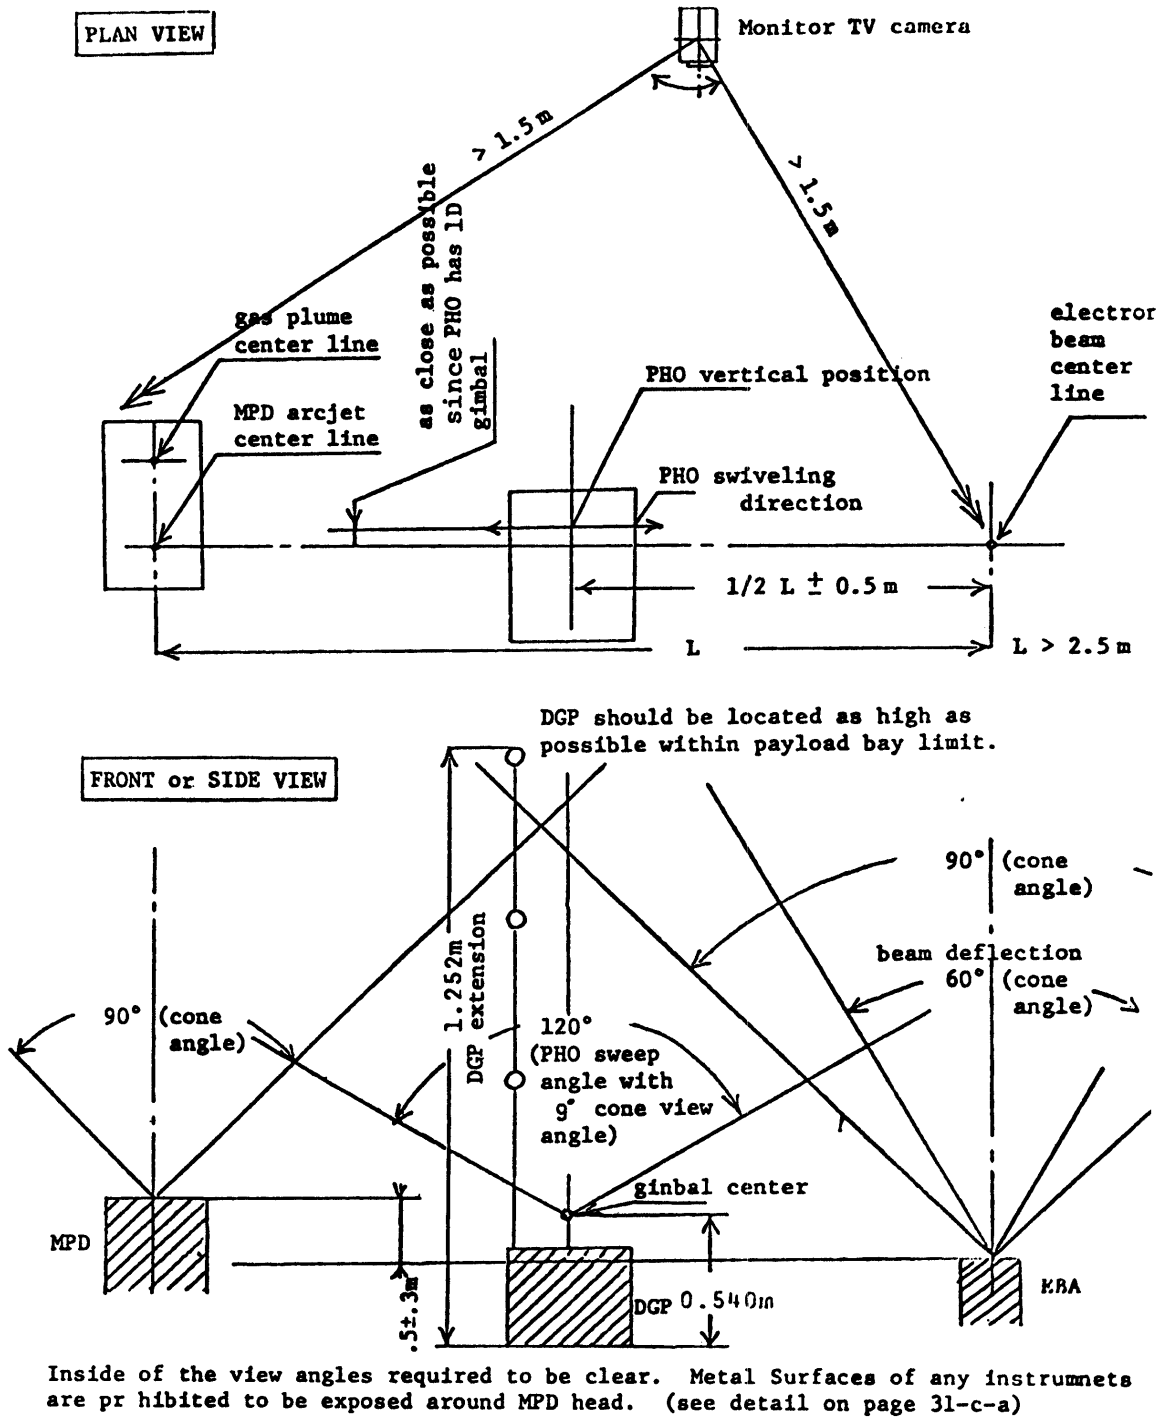 PLAN VIEW
Monitor TV camera
> 1.5 m
> 1.5 m
as close as possible
since PHO has 1D
gimbal
gas plume
center line
MPD arcjet
center line
PHO vertical position
electron
beam
center
line
PHO swiveling
direction
1/2 L ± 0.5 m
L
L > 2.5 m
DGP should be located as high as
possible within payload bay limit.
FRONT or SIDE VIEW
90° (cone
angle)
beam deflection
60° (cone
angle)
1.252m
DGP extension
90° (cone
angle)
120°
(PHO sweep
angle with
9° cone view
angle)
ginbal center
MPD
.5±.3m
DGP 0.540m
Inside of the view angles required to be clear. Metal Surfaces of any instrumnets
are pr hibited to be exposed around MPD head. (see detail on page 31-c-a)